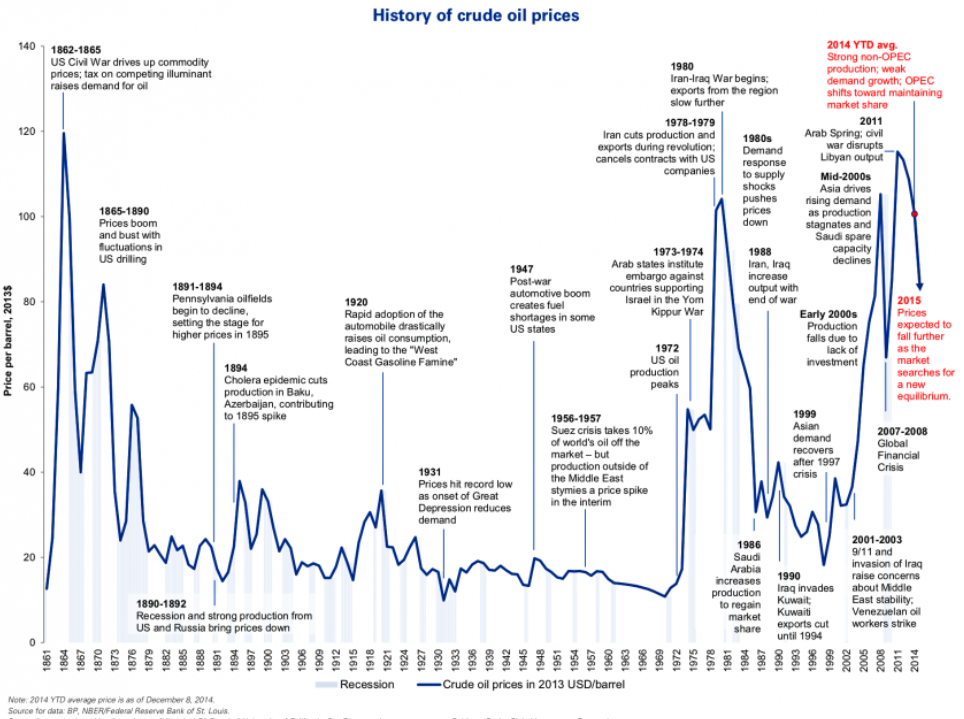 History of crude oil prices
Price per barrel, 2013$
140
120
100
80
60
40
20
0
1862-1865
US Civil War drives up commodity
prices; tax on competing illuminant
raises demand for oil
1865-1890
Prices boom
and bust with
fluctuations in
US drilling
1891-1894
Pennsylvania oilfields
begin to decline,
setting the stage for
higher prices in 1895
1894
Cholera epidemic cuts
production in Baku,
Azerbaijan, contributing
to 1895 spike
1890-1892
Recession and strong production from
US and Russia bring prices down
1920
Rapid adoption of the
automobile drastically
raises oil consumption,
leading to the "West
Coast Gasoline Famine"
1931
Prices hit record low
as onset of Great
Depression reduces
demand
1947
Post-war
automotive boom
creates fuel
shortages in some
US states
1956-1957
Suez crisis takes 10%
of world's oil off the
market – but
production outside of
the Middle East
stymies a price spike
in the interim
1972
US oil
production
peaks
1973-1974
Arab states institute
embargo against
countries supporting
Israel in the Yom
Kippur War
1978-1979
Iran cuts production and
exports during revolution;
cancels contracts with US
companies
1980
Iran-Iraq War begins;
exports from the region
slow further
1980s
Demand
response
to supply
shocks
pushes
prices
down
1986
Saudi
Arabia
increases
production
to regain
market
share
1988
Iran, Iraq
increase
output with
end of war
1990
Iraq invades
Kuwait;
Kuwaiti
exports cut
until 1994
1999
Asian
demand
recovers
after 1997
crisis
Early 2000s
Production
falls due to
lack of
investment
2001-2003
9/11 and
invasion of Iraq
raise concerns
about Middle
East stability;
Venezuelan oil
workers strike
Mid-2000s
Asia drives
rising demand
as production
stagnates and
Saudi spare
capacity
declines
2007-2008
Global
Financial
Crisis
2011
Arab Spring; civil
war disrupts
Libyan output
2014 YTD avg.
Strong non-OPEC
production; weak
demand growth; OPEC
shifts toward maintaining
market share
2015
Prices
expected to
fall further
as the
market
searches for
a new
equilibrium.
1861
1864
1867
1870
1873
1876
1879
1882
1885
1888
1891
1894
1897
1900
1903
1906
1909
1912
1915
1918
1921
1924
1927
1930
1933
1936
1939
1942
1945
1948
1951
1954
1957
1960
1963
1966
1969
1972
1975
1978
1981
1984
1987
1990
1993
1996
1999
2002
2005
2008
2011
2014
Recession
Crude oil prices in 2013 USD/barrel
Note: 2014 YTD average price is as of December 8, 2014.
Source for data: BP, NBER/Federal Reserve Bank of St. Louis.